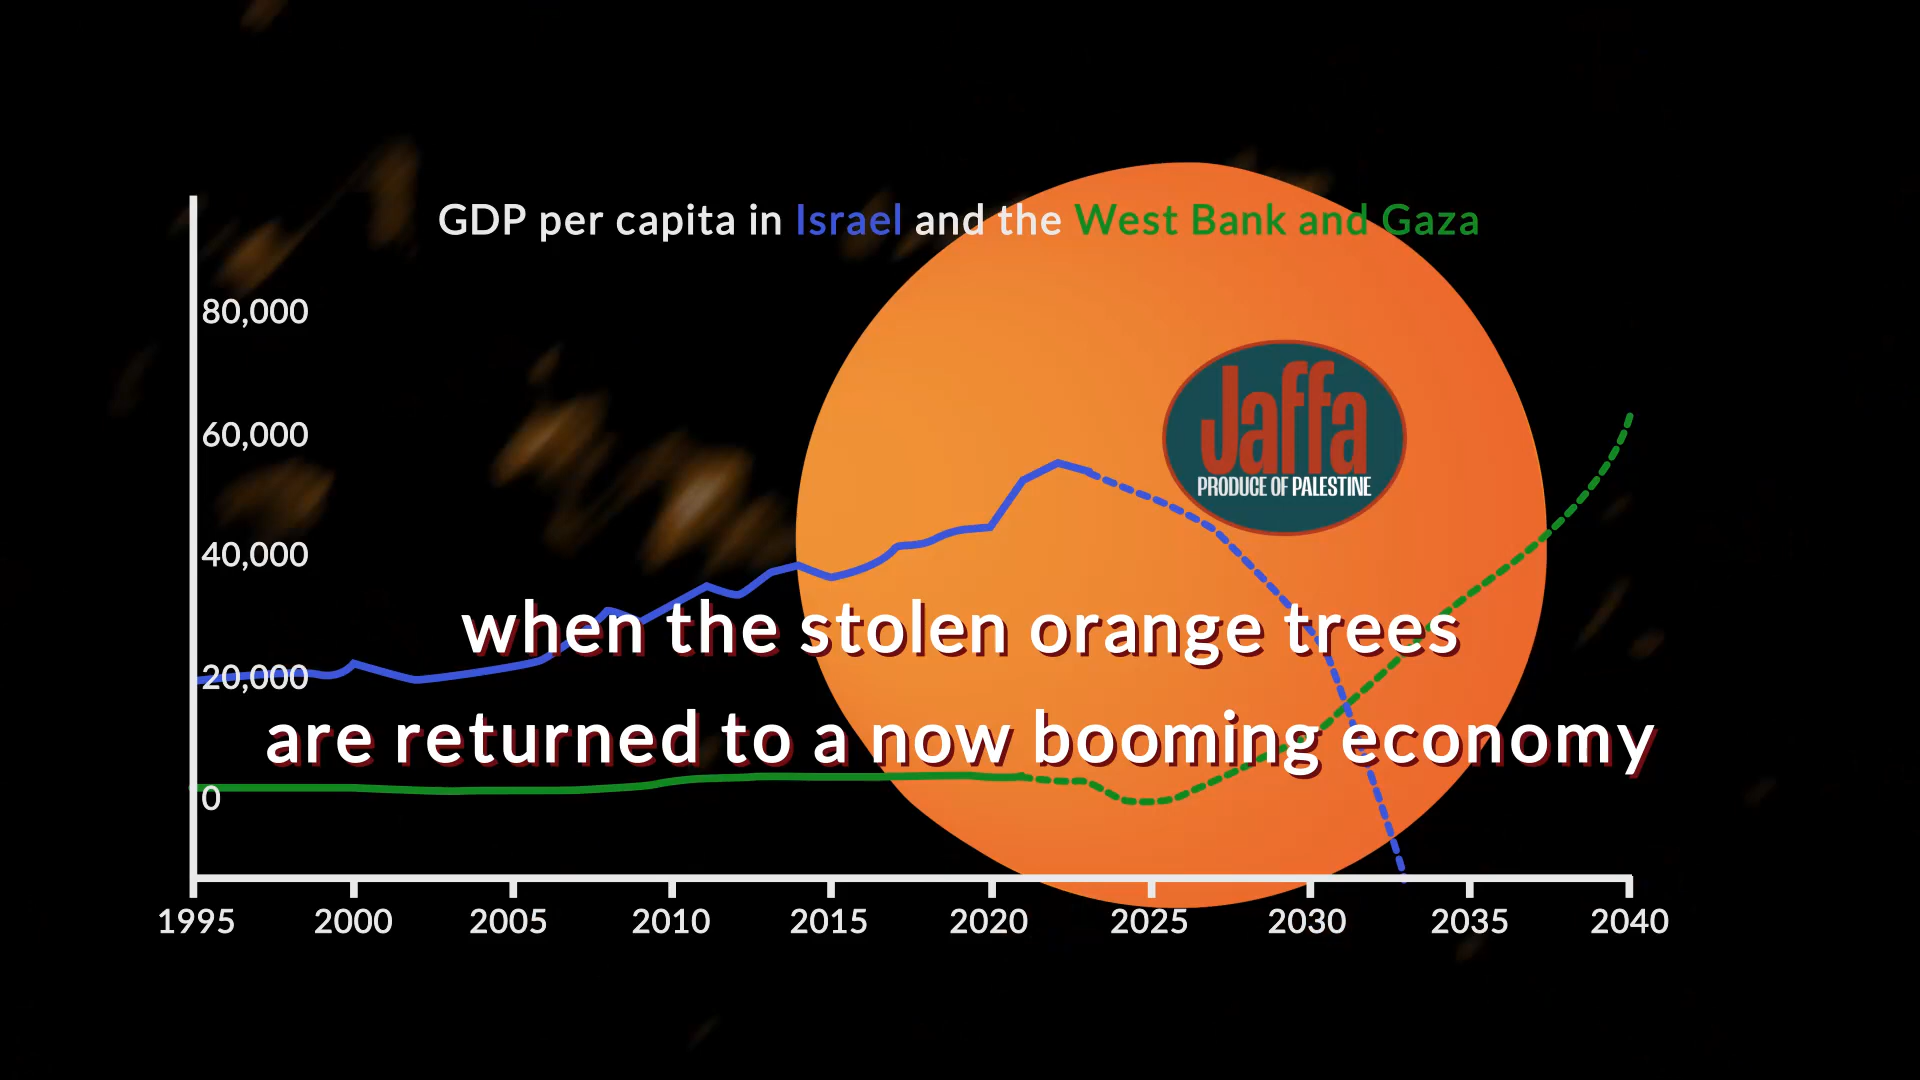 GDP per capita in Israel and the West Bank and Gaza
80,000
60,000
40,000
20,000
0
Jaffa
PRODUCE OF PALESTINE
when the stolen orange trees
are returned to a now booming economy
1995 2000 2005 2010 2015 2020 2025 2030 2035 2040